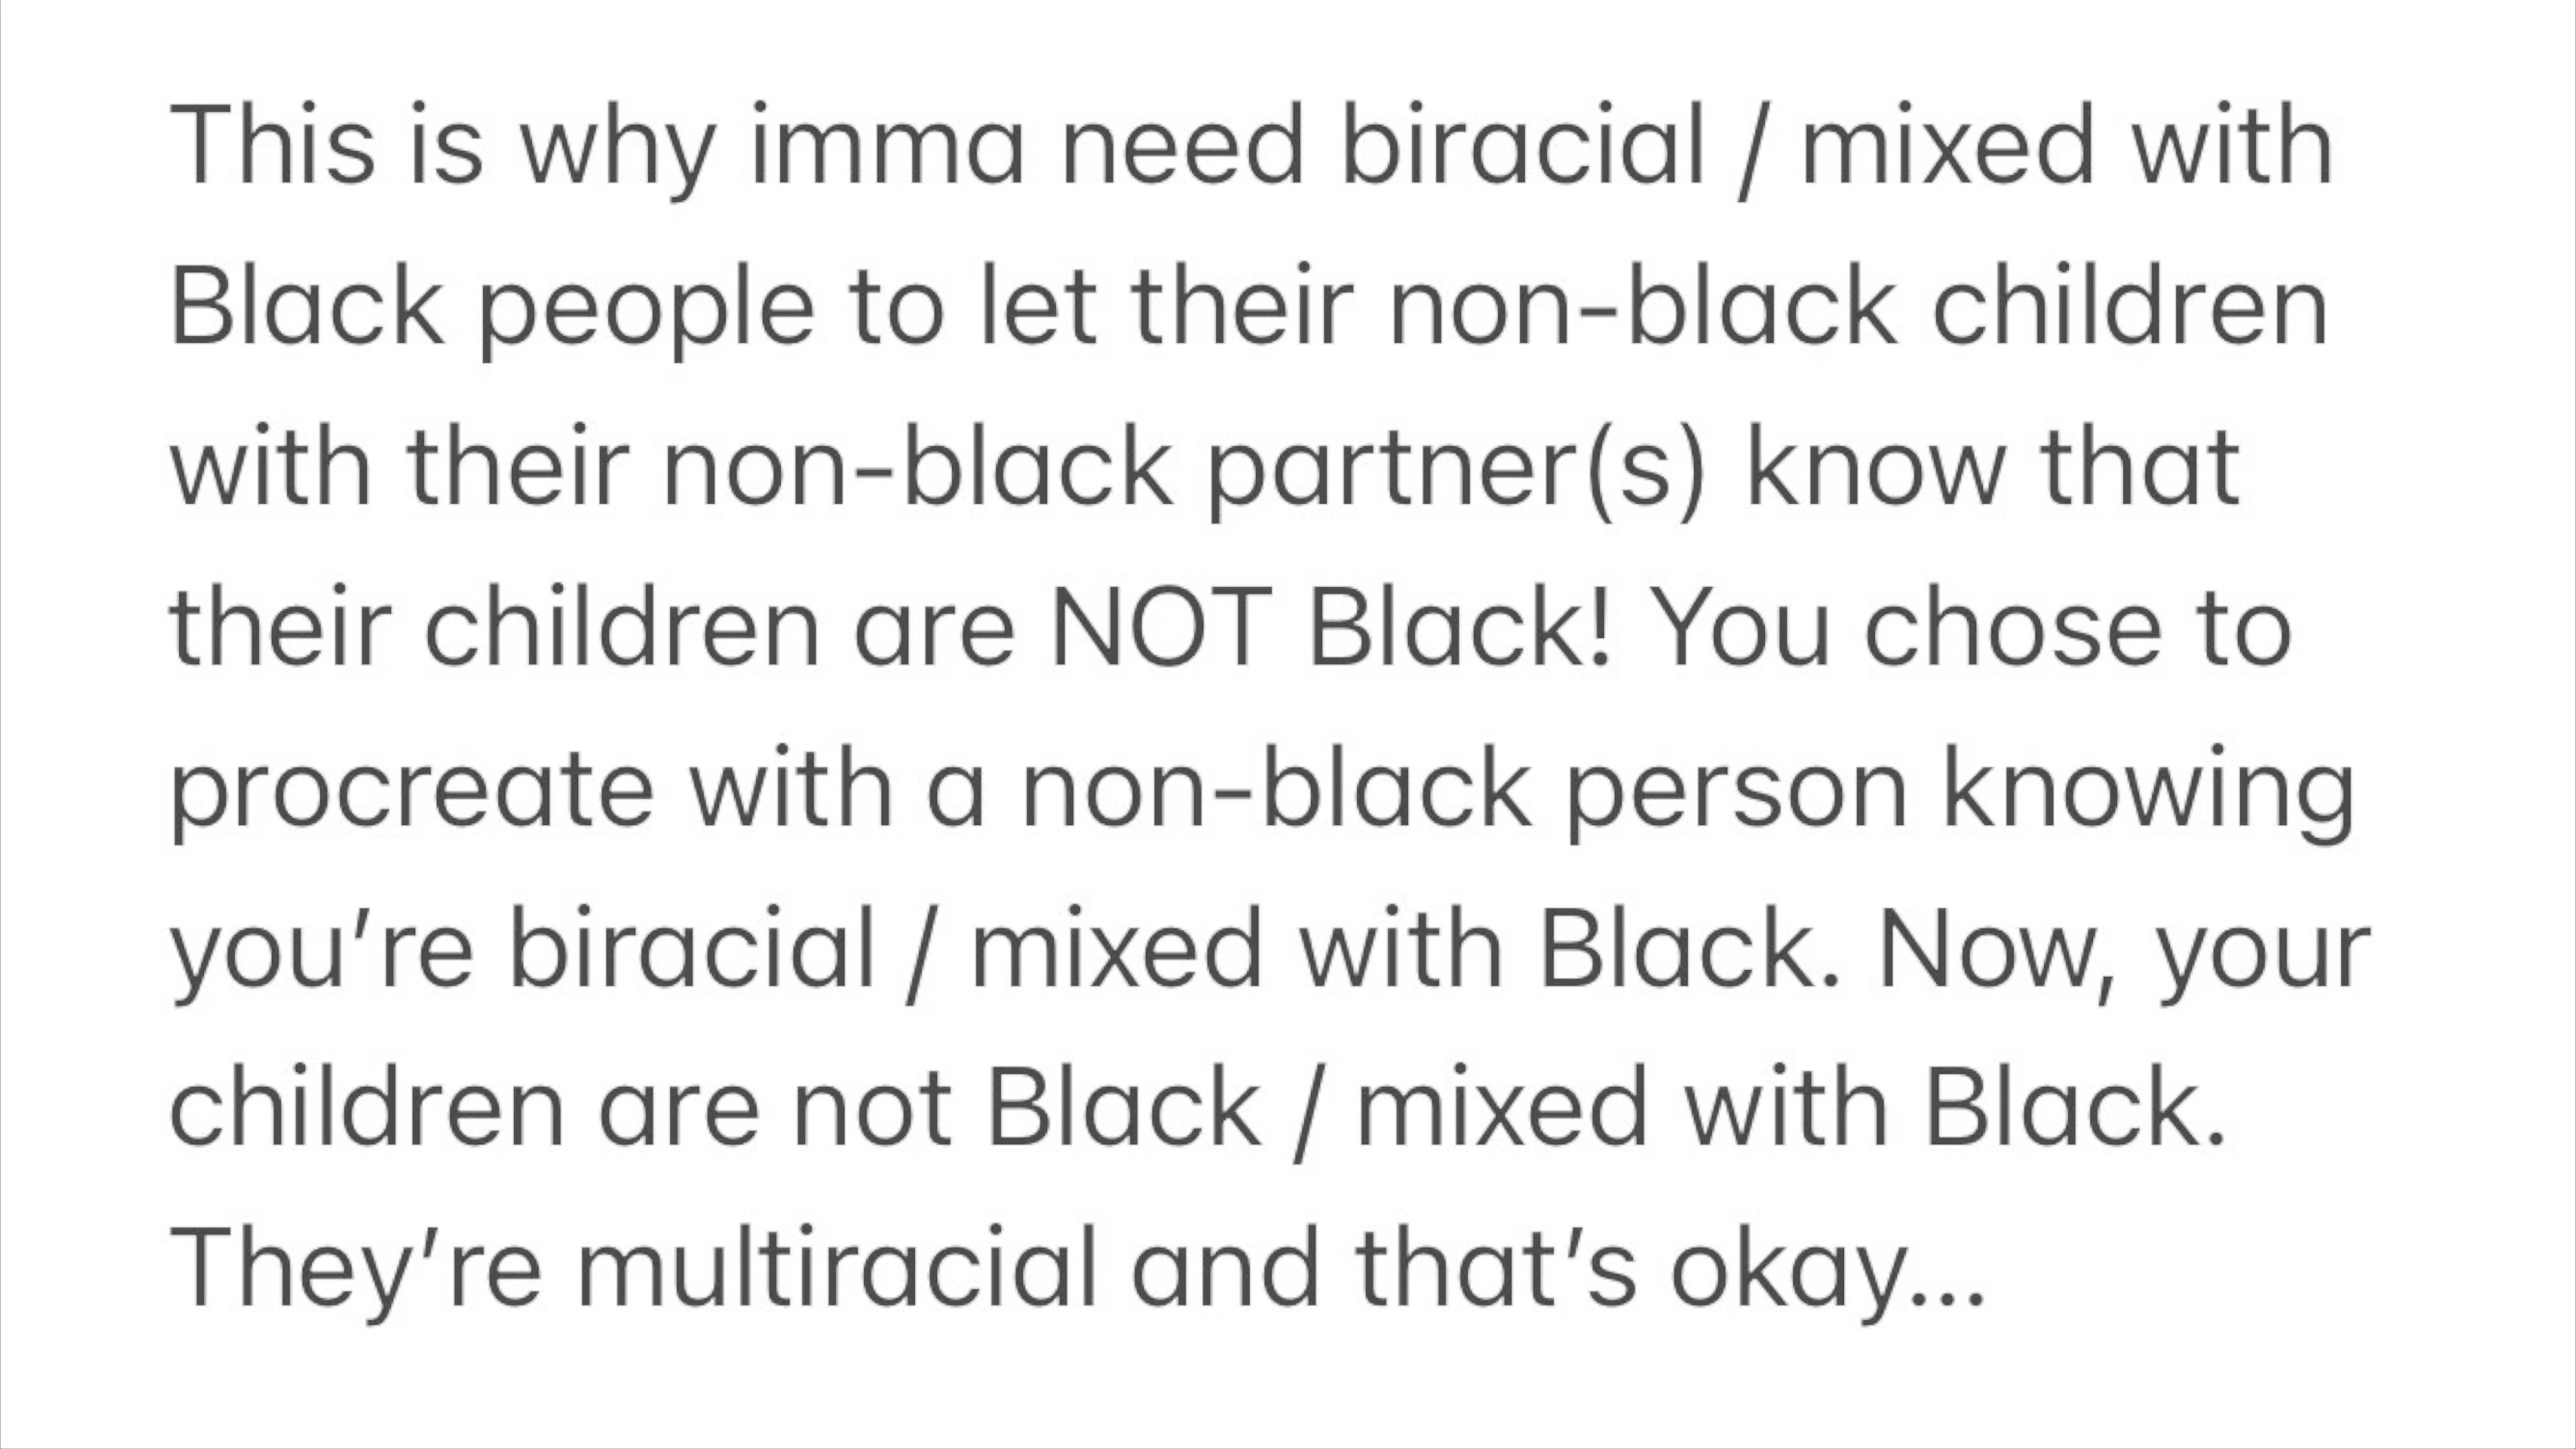 This is why imma need biracial / mixed with
Black people to let their non-black children
with their non-black partner(s) know that
their children are NOT Black! You chose to
procreate with a non-black person knowing
you’re biracial / mixed with Black. Now, your
children are not Black / mixed with Black.
They’re multiracial and that’s okay...